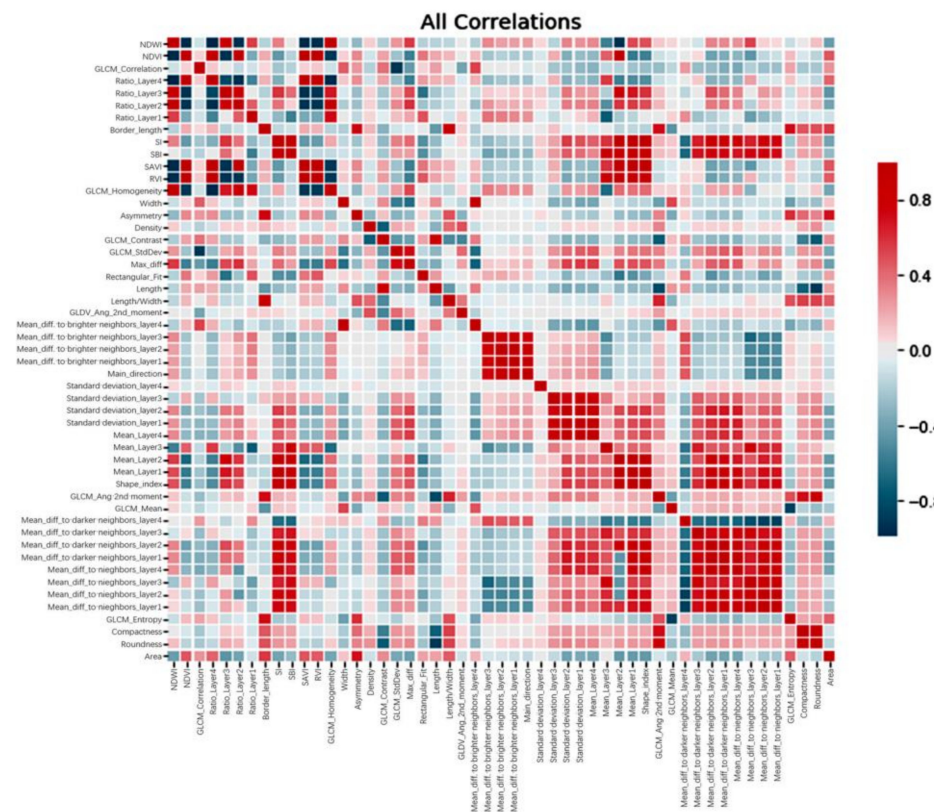 All Correlations
NDWI
NDVI
GLCM_Correlation
Ratio_Layer4
Ratio_Layer3
Ratio_Layer2
Ratio_Layer1
Border_length
SI
SBI
SAVI
RVI
GLCM_Homogeneity
Width
Asymmetry
Density
GLCM_Contrast
GLCM_StdDev
Max_diff
Rectangular_Fit
Length
Length/Width
GLDV_Ang_2nd_moment
Mean_diff. to brighter neighbors_layer4
Mean_diff. to brighter neighbors_layer3
Mean_diff. to brighter neighbors_layer2
Mean_diff. to brighter neighbors_layer1
Main_direction
Standard deviation_layer4
Standard deviation_layer3
Standard deviation_layer2
Standard deviation_layer1
Mean_Layer4
Mean_Layer3
Mean_Layer2
Mean_Layer1
Shape_index
GLCM_Ang 2nd moment
GLCM_Mean
Mean_diff_to darker neighbors_layer4
Mean_diff_to darker neighbors_layer3
Mean_diff_to darker neighbors_layer2
Mean_diff_to darker neighbors_layer1
Mean_diff_to nieghbors_layer4
Mean_diff_to nieghbors_layer3
Mean_diff_to nieghbors_layer2
Mean_diff_to nieghbors_layer1
GLCM_Entropy
Compactness
Roundness
Area
NDWI
NDVI
GLCM_Correlation
Ratio_Layer4
Ratio_Layer3
Ratio_Layer2
Ratio_Layer1
Border_length
SI
SBI
SAVI
RVI
GLCM_Homogeneity
Width
Asymmetry
Density
GLCM_Contrast
GLCM_StdDev
Max_diff
Rectangular_Fit
Length
Length/Width
GLDV_Ang_2nd_moment
Mean_diff. to brighter neighbors_layer4
Mean_diff. to brighter neighbors_layer3
Mean_diff. to brighter neighbors_layer2
Mean_diff. to brighter neighbors_layer1
Main_direction
Standard deviation_layer4
Standard deviation_layer3
Standard deviation_layer2
Standard deviation_layer1
Mean_Layer4
Mean_Layer3
Mean_Layer2
Mean_Layer1
Shape_index
GLCM_Ang 2nd moment
GLCM_Mean
Mean_diff_to darker neighbors_layer4
Mean_diff_to darker neighbors_layer3
Mean_diff_to darker neighbors_layer2
Mean_diff_to darker neighbors_layer1
Mean_diff_to nieghbors_layer4
Mean_diff_to nieghbors_layer3
Mean_diff_to nieghbors_layer2
Mean_diff_to nieghbors_layer1
GLCM_Entropy
Compactness
Roundness
Area
0.8
0.4
0.0